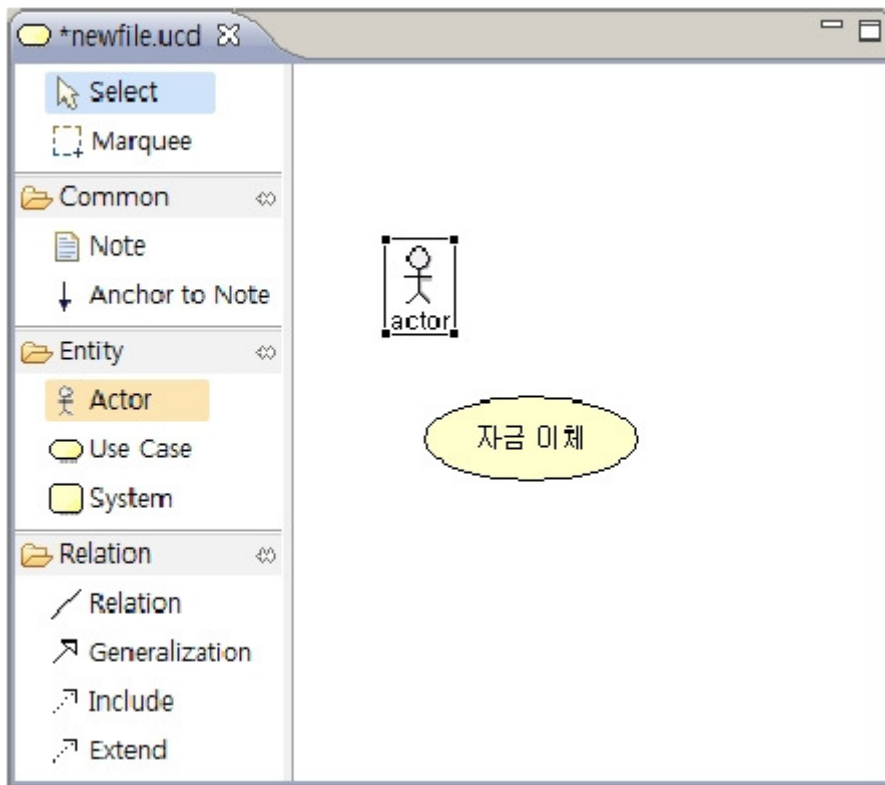 *newfile.ucd
Select
Marquee
Common
Note
Anchor to Note
Entity
Actor
Use Case
System
Relation
Relation
Generalization
Include
Extend
actor
자금 이체